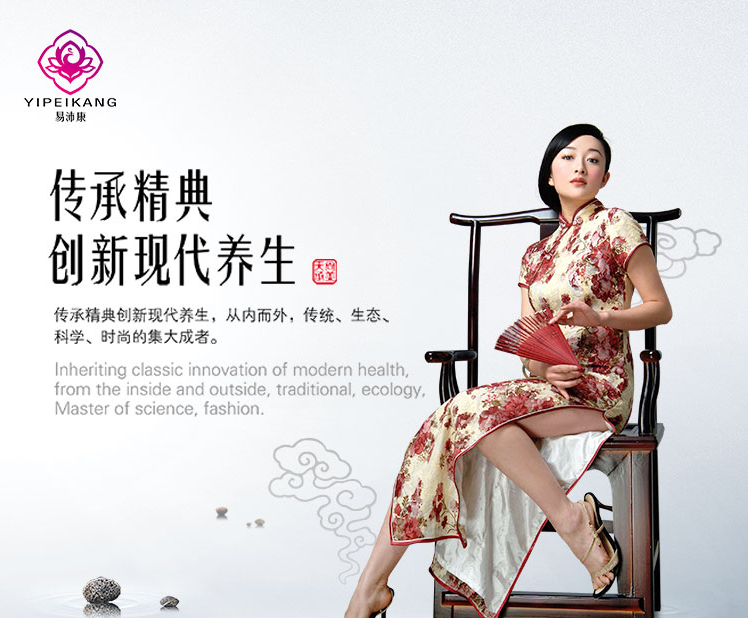 YIPEIKANG
易沛康
传承精典
创新现代养生
传承精典创新现代养生，从内而外，传统、生态、
科学、时尚的集大成者。
Inheriting classic innovation of modern health,
from the inside and outside, traditional, ecology,
Master of science, fashion.